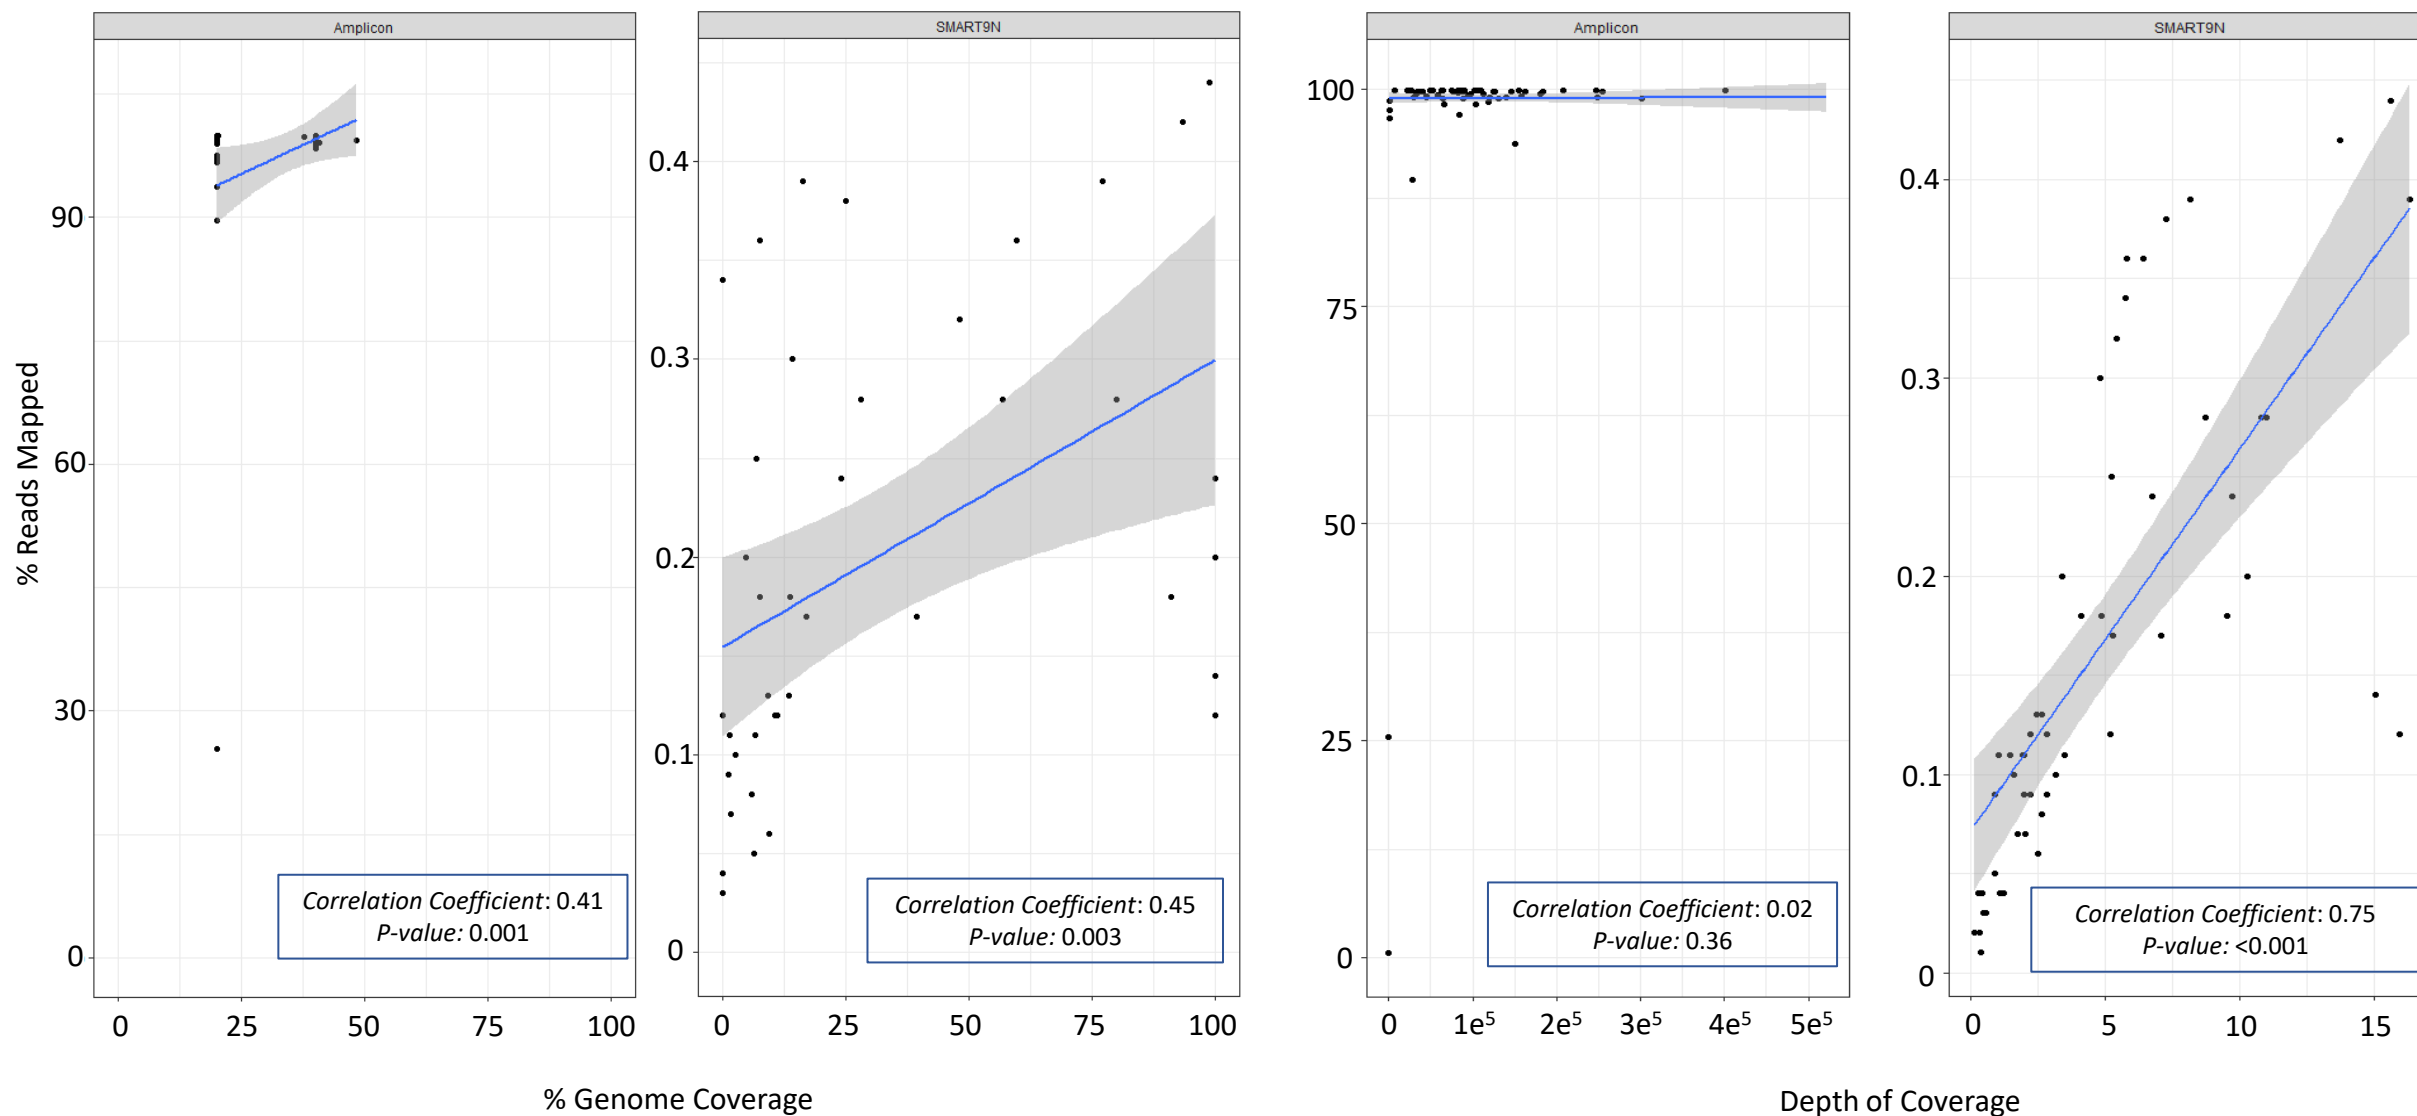 Amplicon
SMART9N
Amplicon
SMART9N
% Reads Mapped
90
60
30
0
0.4
0.3
0.2
0.1
0
100
75
50
25
0
0.4
0.3
0.2
0.1
0
Correlation Coefficient: 0.41
P-value: 0.001
Correlation Coefficient: 0.45
P-value: 0.003
Correlation Coefficient: 0.02
P-value: 0.36
Correlation Coefficient: 0.75
P-value: <0.001
0 25 50 75 100
0 25 50 75 100
0 1e⁵ 2e⁵ 3e⁵ 4e⁵ 5e⁵
0 5 10 15
% Genome Coverage
Depth of Coverage